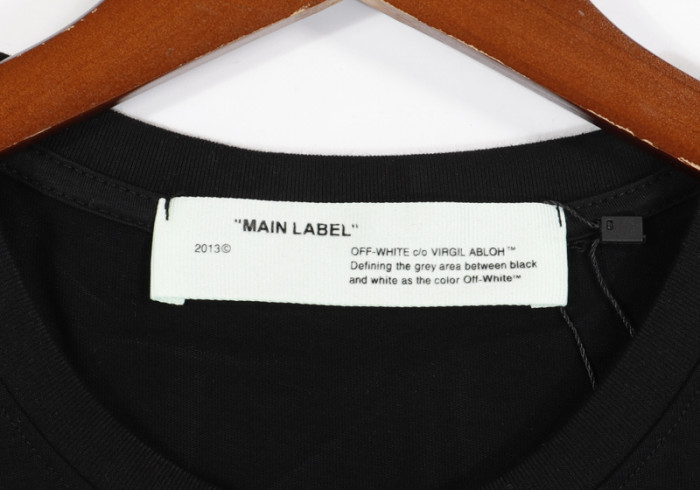 "MAIN LABEL"
2013©
OFF-WHITE c/o VIRGIL ABLOH™
Defining the grey area between black
and white as the color Off-White™